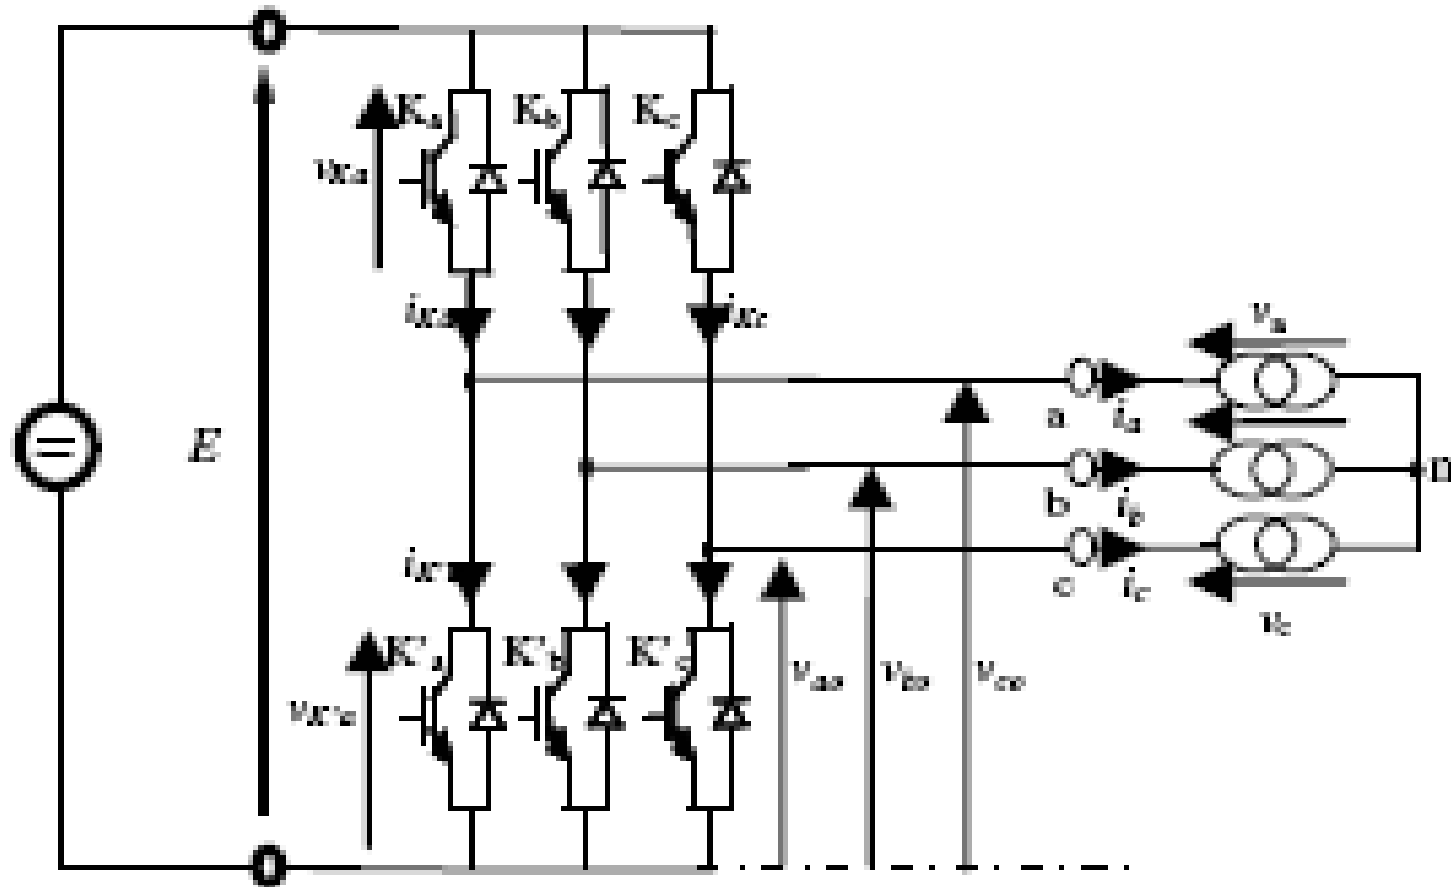 Ka Kb Kc
vKa
iKa iKc
va
E
a ia
n
b ib
c ic
iK'
vc
K'a K'b K'c
vao vbo vco
vK'a